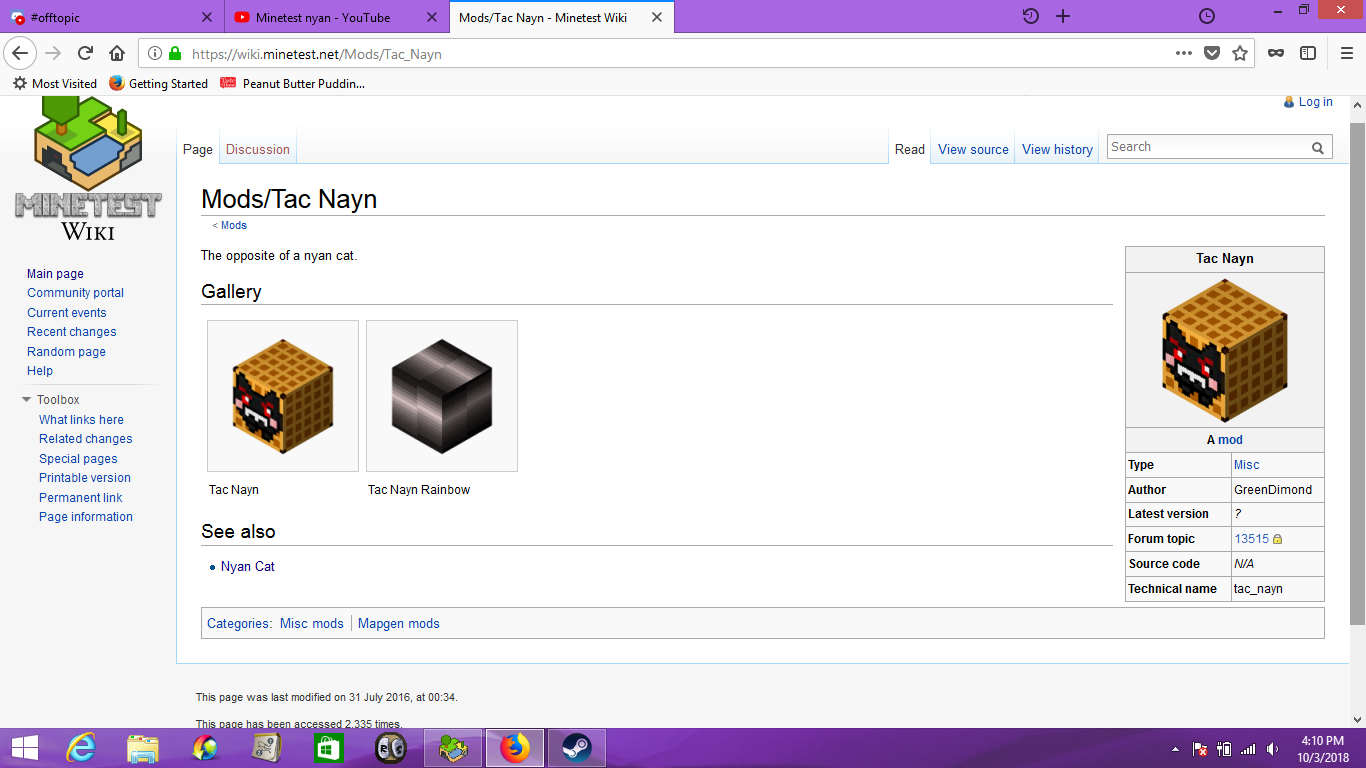 #offtopic
Minetest nyan - YouTube
Mods/Tac Nayn - Minetest Wiki
https://wiki.minetest.net/Mods/Tac_Nayn
Most Visited
Getting Started
Peanut Butter Puddin...
Log in
MINETEST
Wiki
Page
Discussion
Read
View source
View history
Search
Mods/Tac Nayn
< Mods
The opposite of a nyan cat.
Gallery
Tac Nayn
Tac Nayn Rainbow
See also
Nyan Cat
Categories: Misc mods | Mapgen mods
Tac Nayn
A mod
Type Misc
Author GreenDimond
Latest version ?
Forum topic 13515
Source code N/A
Technical name tac_nayn
Main page
Community portal
Current events
Recent changes
Random page
Help
Toolbox
What links here
Related changes
Special pages
Printable version
Permanent link
Page information
This page was last modified on 31 July 2016, at 00:34.
This page has been accessed 2,335 times.
4:10 PM
10/3/2018